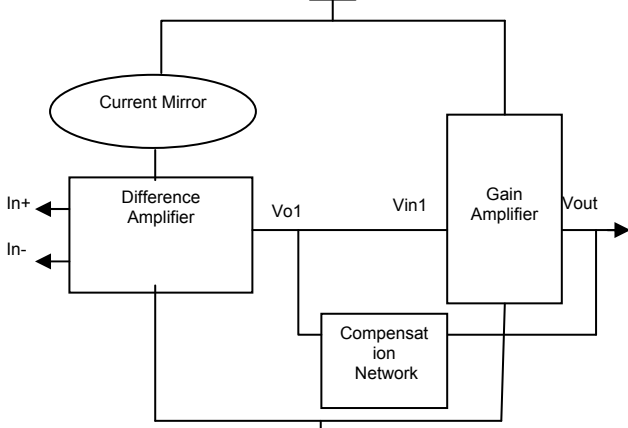 Current Mirror
In+
In-
Difference
Amplifier
Vo1
Vin1
Gain
Amplifier
Vout
Compensat
ion
Network